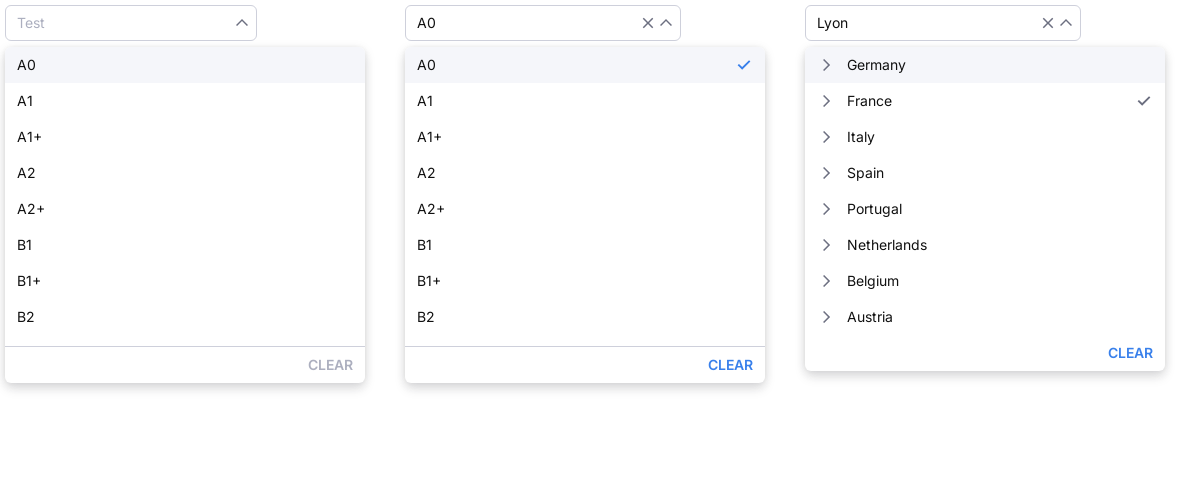 Test
A0
A1
A1+
A2
A2+
B1
B1+
B2
CLEAR
A0
A0
A1
A1+
A2
A2+
B1
B1+
B2
CLEAR
Lyon
Germany
France
Italy
Spain
Portugal
Netherlands
Belgium
Austria
CLEAR